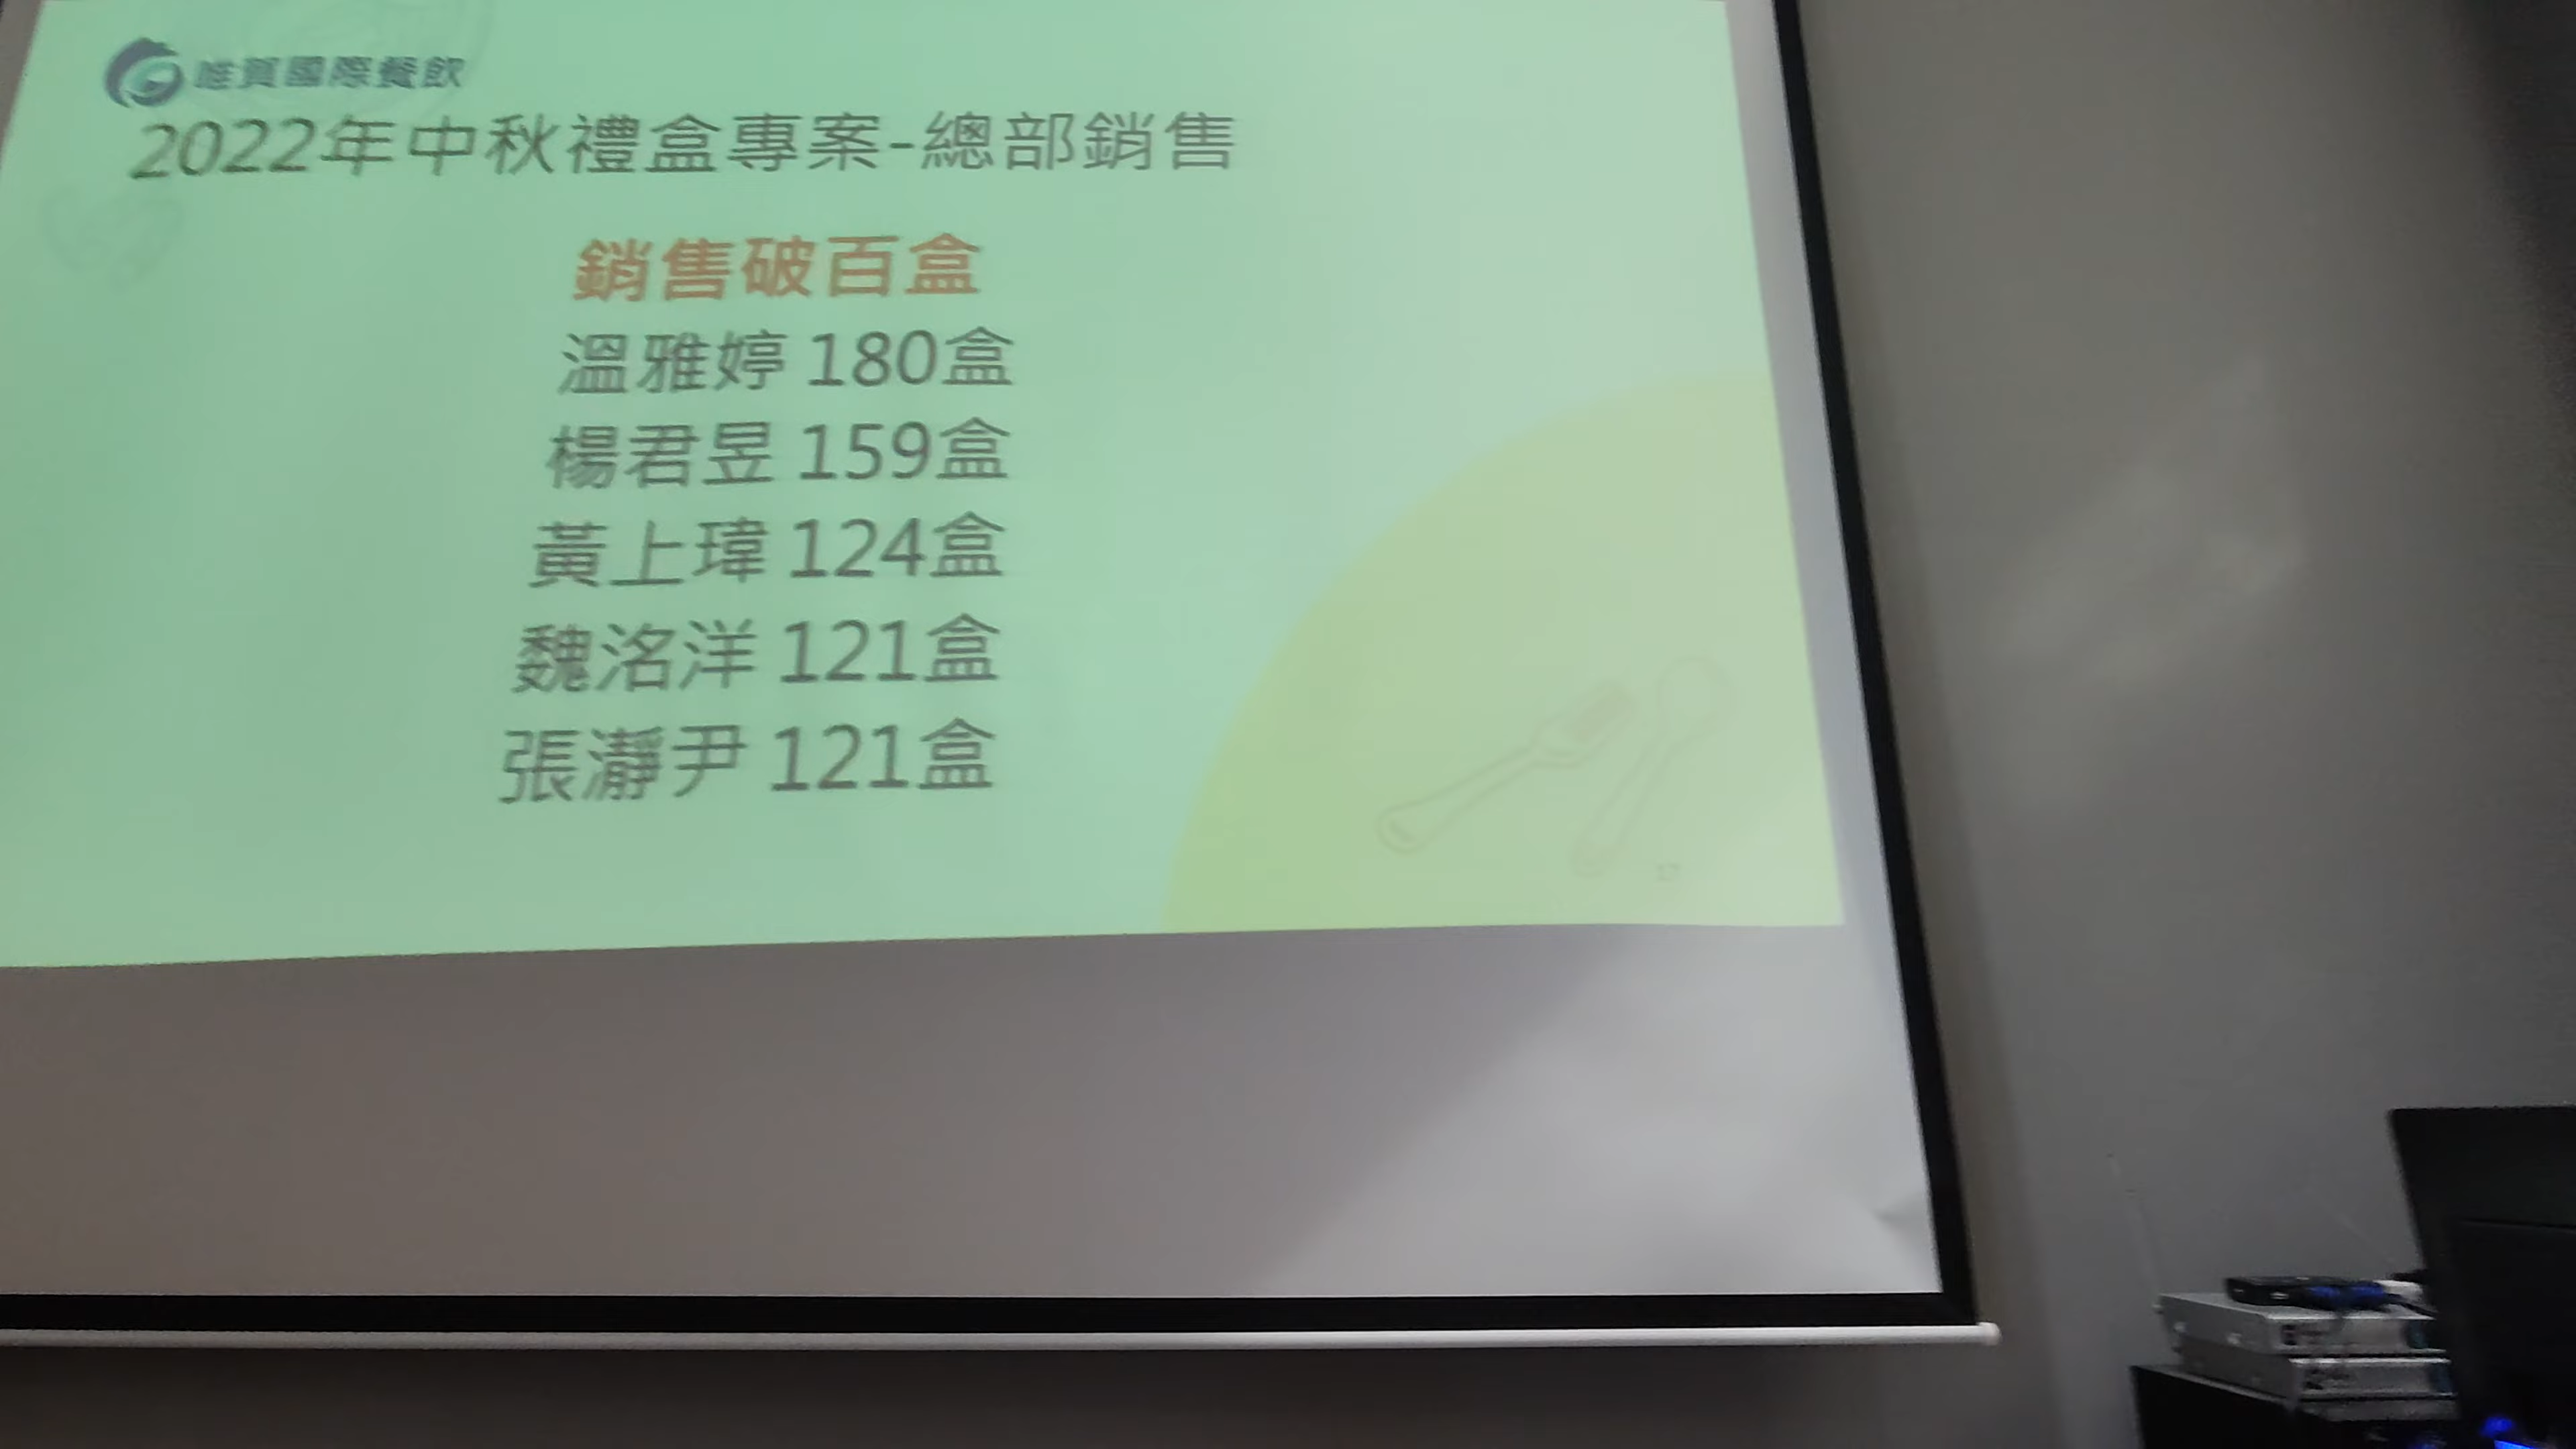 唯賀國際餐飲
2022年中秋禮盒專案-總部銷售
銷售破百盒
溫雅婷 180盒
楊君昱 159盒
黃上瑋 124盒
魏洺洋 121盒
張瀞尹 121盒